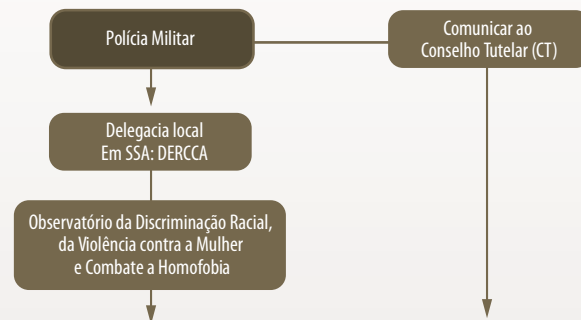 Polícia Militar
Comunicar ao
Conselho Tutelar (CT)
Delegacia local
Em SSA: DERCCA
Observatório da Discriminação Racial,
da Violência contra a Mulher
e Combate a Homofobia